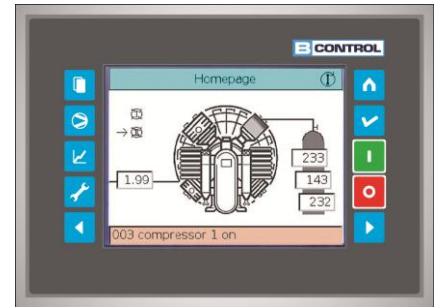 B CONTROL
Homepage
1.99
233
143
232
003 compressor 1 on